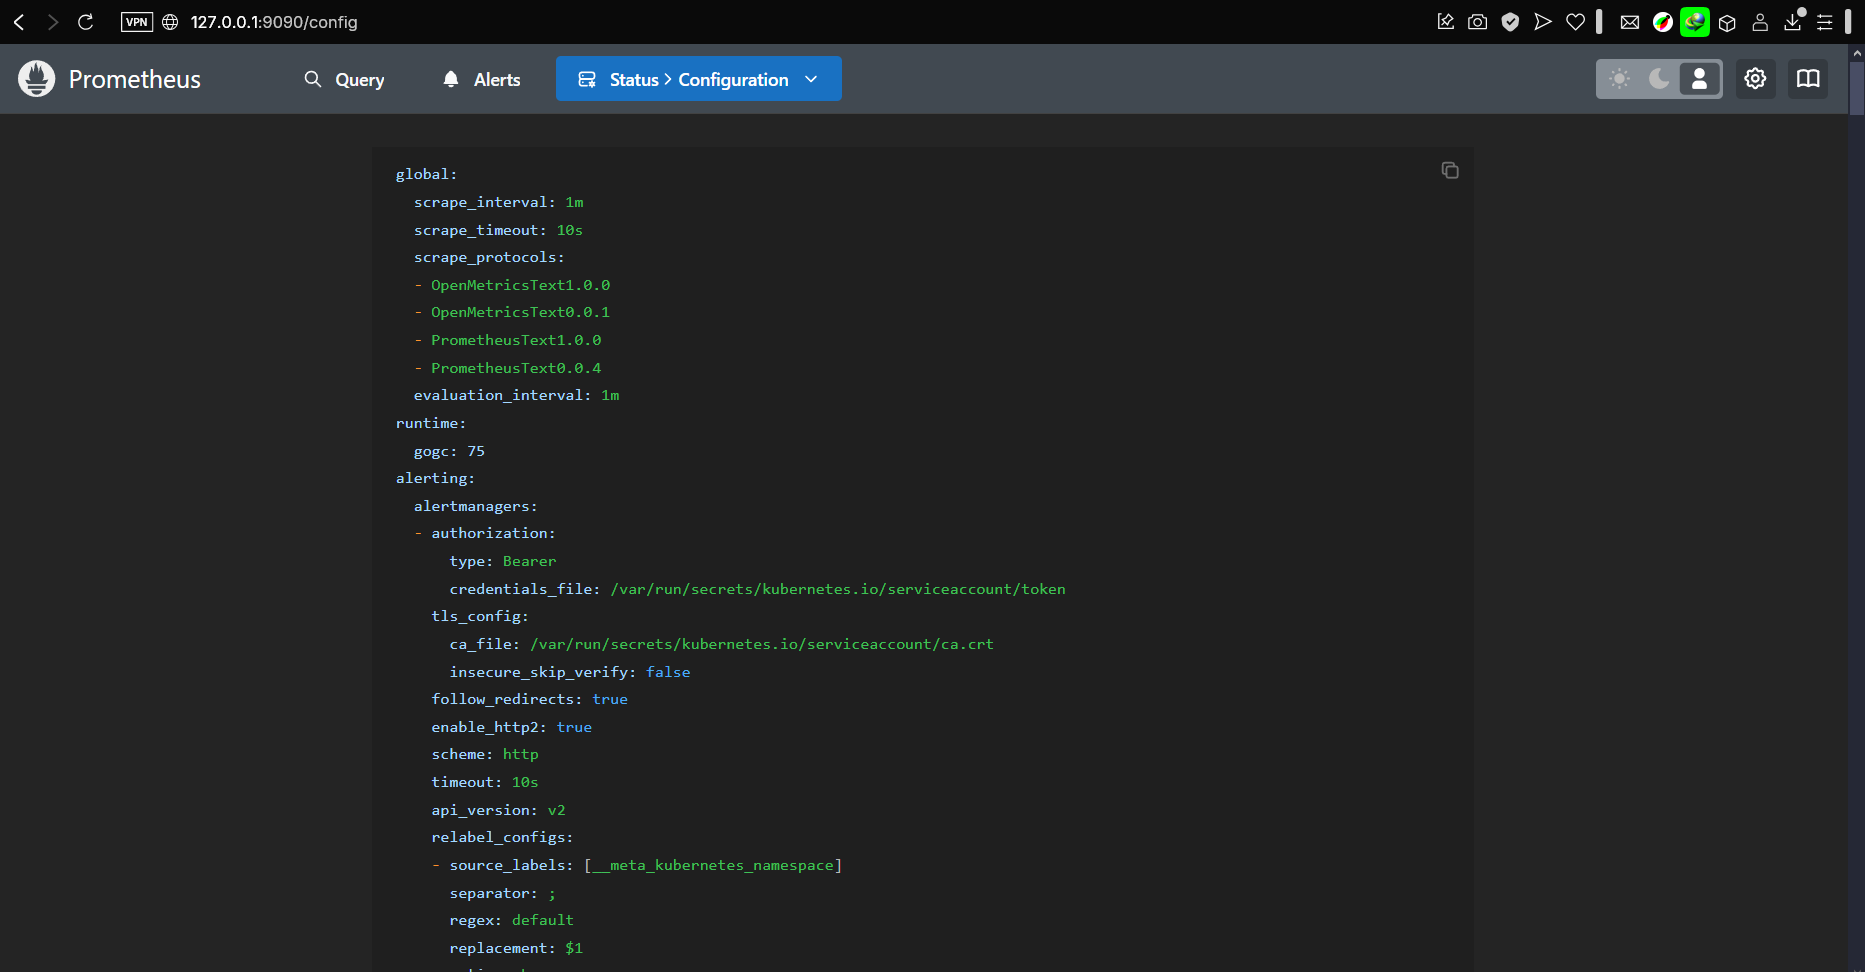 VPN 127.0.0.1:9090/config
Prometheus Query Alerts Status > Configuration
global:
  scrape_interval: 1m
  scrape_timeout: 10s
  scrape_protocols:
  - OpenMetricsText1.0.0
  - OpenMetricsText0.0.1
  - PrometheusText1.0.0
  - PrometheusText0.0.4
  evaluation_interval: 1m
runtime:
  gogc: 75
alerting:
  alertmanagers:
  - authorization:
      type: Bearer
      credentials_file: /var/run/secrets/kubernetes.io/serviceaccount/token
    tls_config:
      ca_file: /var/run/secrets/kubernetes.io/serviceaccount/ca.crt
      insecure_skip_verify: false
    follow_redirects: true
    enable_http2: true
    scheme: http
    timeout: 10s
    api_version: v2
    relabel_configs:
    - source_labels: [__meta_kubernetes_namespace]
      separator: ;
      regex: default
      replacement: $1